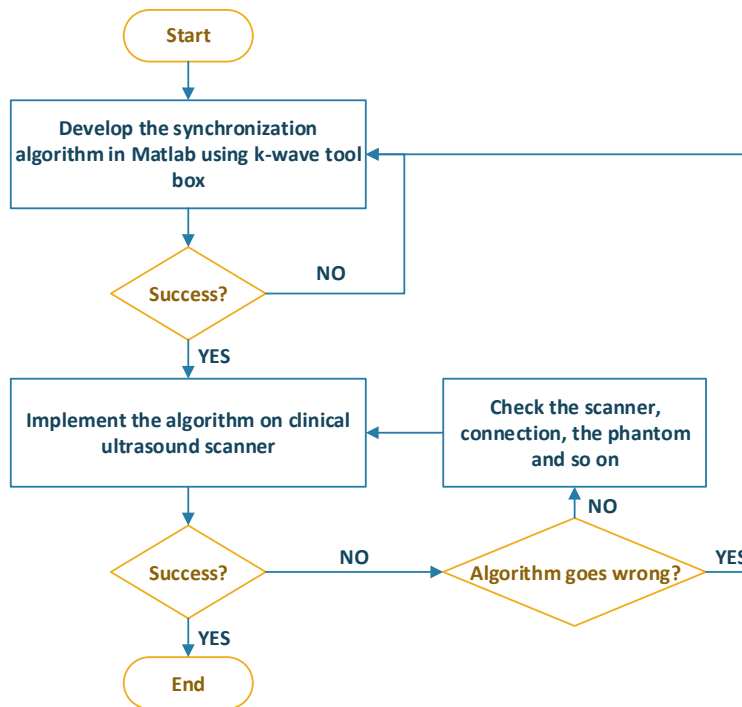 Start
Develop the synchronization
algorithm in Matlab using k-wave tool
box
NO
Success?
YES
Implement the algorithm on clinical
ultrasound scanner
Check the scanner,
connection, the phantom
and so on
NO
Success?
NO
Algorithm goes wrong?
YES
YES
End